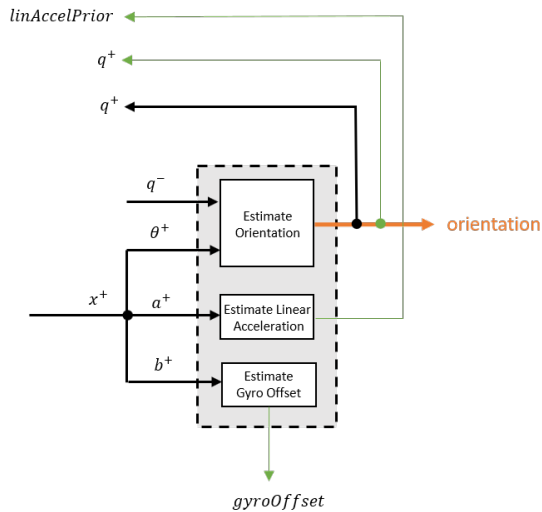 linAccelPrior
q⁺
q⁺
q⁻
Estimate
Orientation
orientation
θ⁺
x⁺
a⁺
Estimate Linear
Acceleration
b⁺
Estimate
Gyro Offset
gyroOffset